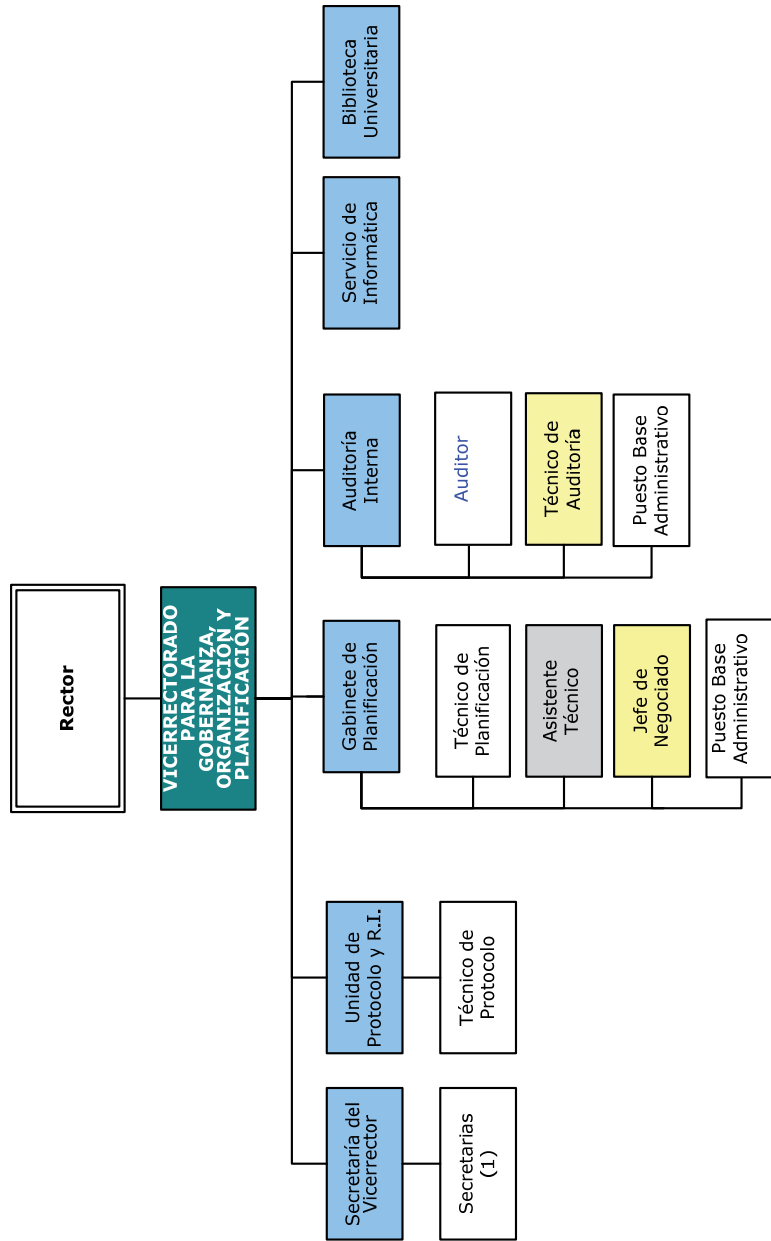 Rector
VICERRECTORADO
PARA LA
GOBERNANZA,
ORGANIZACIÓN Y
PLANIFICACIÓN
Secretaría del
Vicerrector
Unidad de
Protocolo y R.I.
Gabinete de
Planificación
Auditoría
Interna
Servicio de
Informática
Biblioteca
Universitaria
Secretarias
(1)
Técnico de
Protocolo
Técnico de
Planificación
Auditor
Asistente
Técnico
Técnico de
Auditoría
Jefe de
Negociado
Puesto Base
Administrativo
Puesto Base
Administrativo